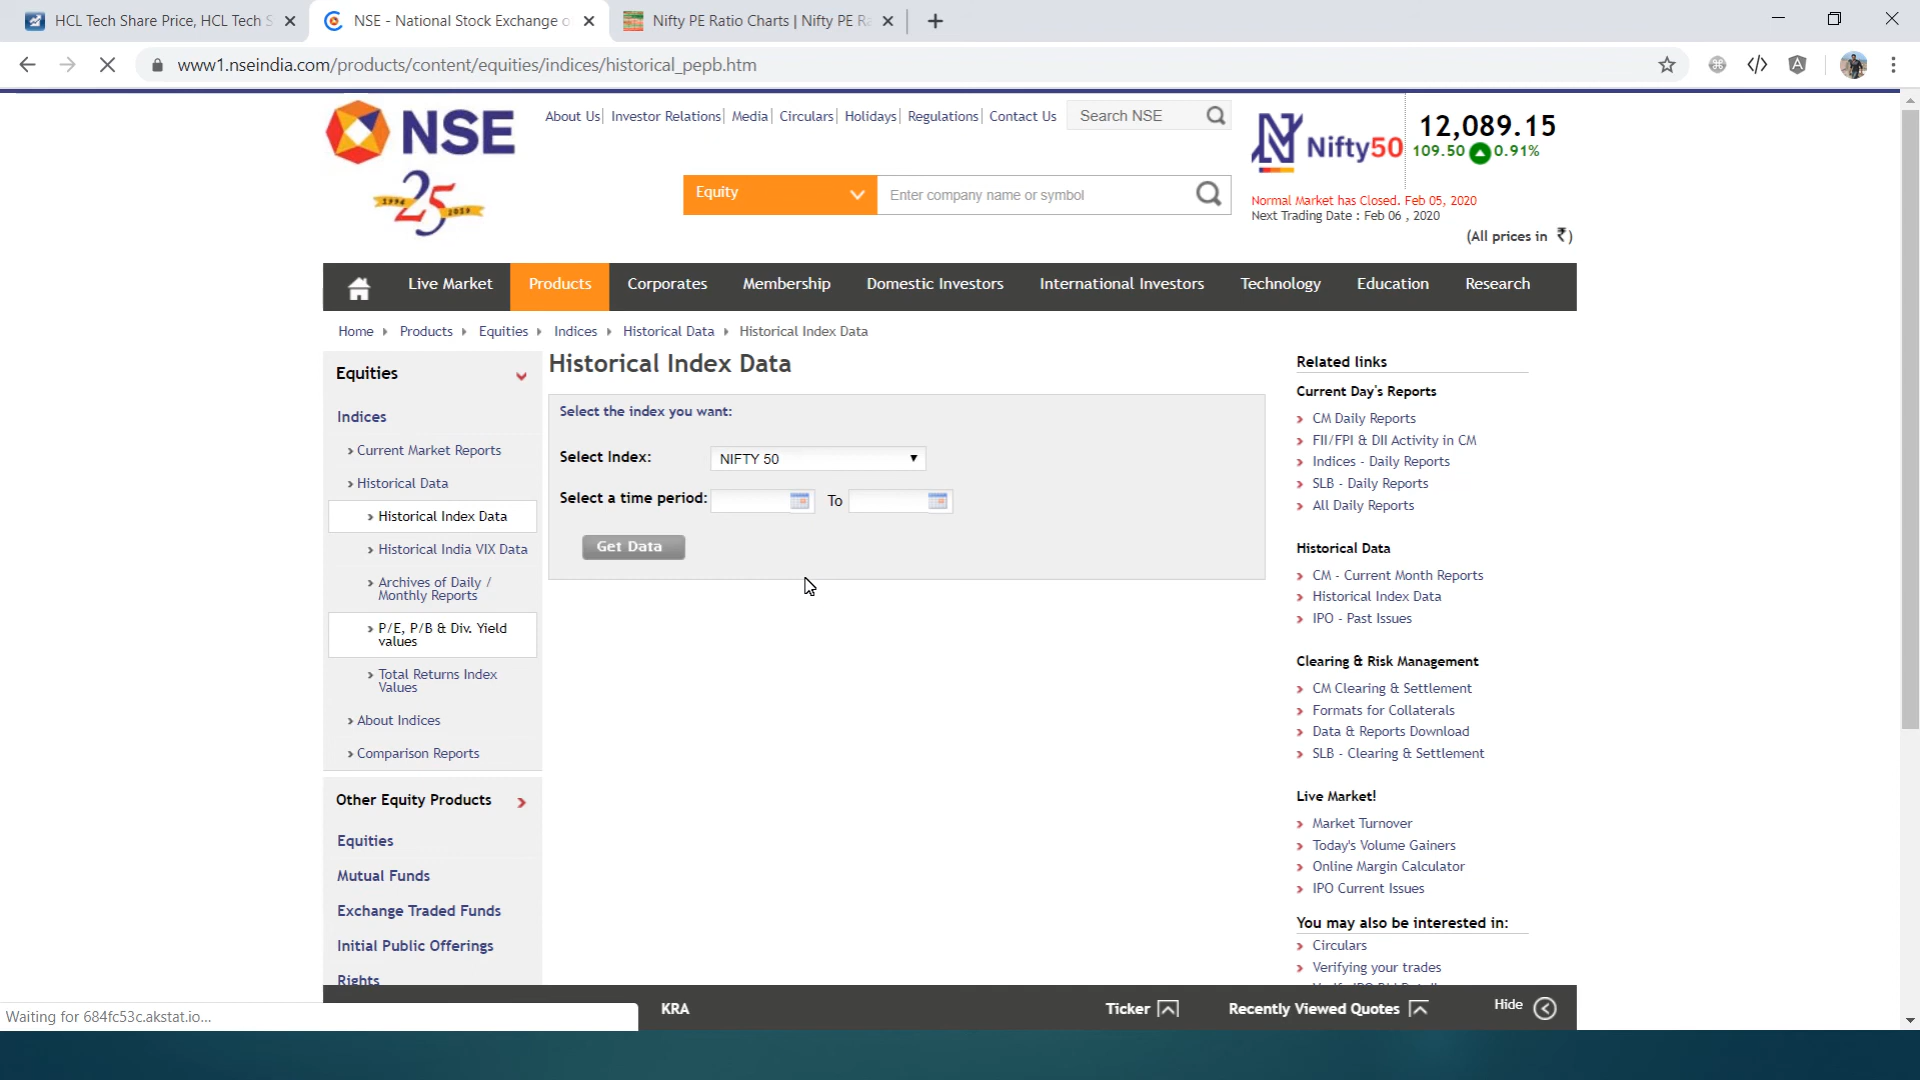 HCL Tech Share Price, HCL Tech S
NSE - National Stock Exchange o
Nifty PE Ratio Charts | Nifty PE Ra
www1.nseindia.com/products/content/equities/indices/historical_pepb.htm
NSE
1994 25 2019
About Us| Investor Relations| Media| Circulars| Holidays| Regulations| Contact Us
Search NSE
Equity
Enter company name or symbol
Nifty50
12,089.15
109.50 0.91%
Normal Market has Closed. Feb 05, 2020
Next Trading Date : Feb 06 , 2020
(All prices in ₹)
Live Market Products Corporates Membership Domestic Investors International Investors Technology Education Research
Home Products Equities Indices Historical Data Historical Index Data
Equities
Indices
Current Market Reports
Historical Data
Historical Index Data
Historical India VIX Data
Archives of Daily /
Monthly Reports
P/E, P/B & Div. Yield
values
Total Returns Index
Values
About Indices
Comparison Reports
Other Equity Products
Equities
Mutual Funds
Exchange Traded Funds
Initial Public Offerings
Rights
Historical Index Data
Select the index you want:
Select Index: NIFTY 50
Select a time period: To
Get Data
Related links
Current Day's Reports
CM Daily Reports
FII/FPI & DII Activity in CM
Indices - Daily Reports
SLB - Daily Reports
All Daily Reports
Historical Data
CM - Current Month Reports
Historical Index Data
IPO - Past Issues
Clearing & Risk Management
CM Clearing & Settlement
Formats for Collaterals
Data & Reports Download
SLB - Clearing & Settlement
Live Market!
Market Turnover
Today's Volume Gainers
Online Margin Calculator
IPO Current Issues
You may also be interested in:
Circulars
Verifying your trades
Waiting for 684fc53c.akstat.io...
KRA
Ticker
Recently Viewed Quotes
Hide